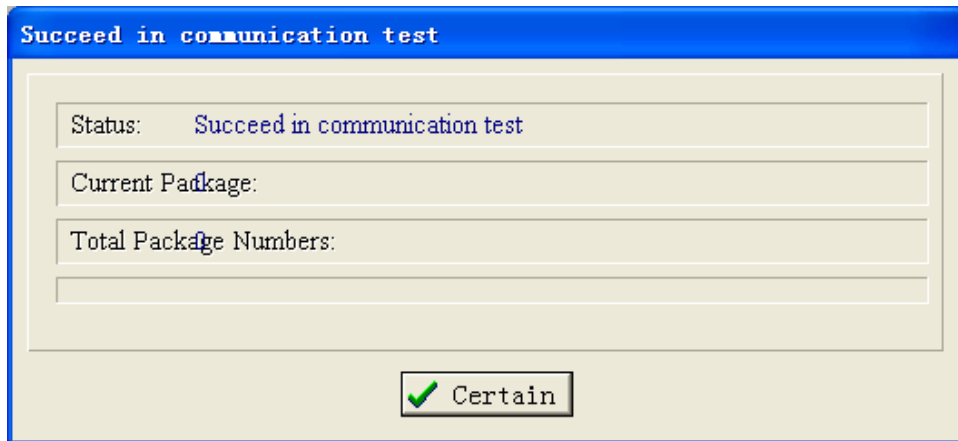 Succeed in communication test
Status: Succeed in communication test
Current Package:
Total Package Numbers:
Certain